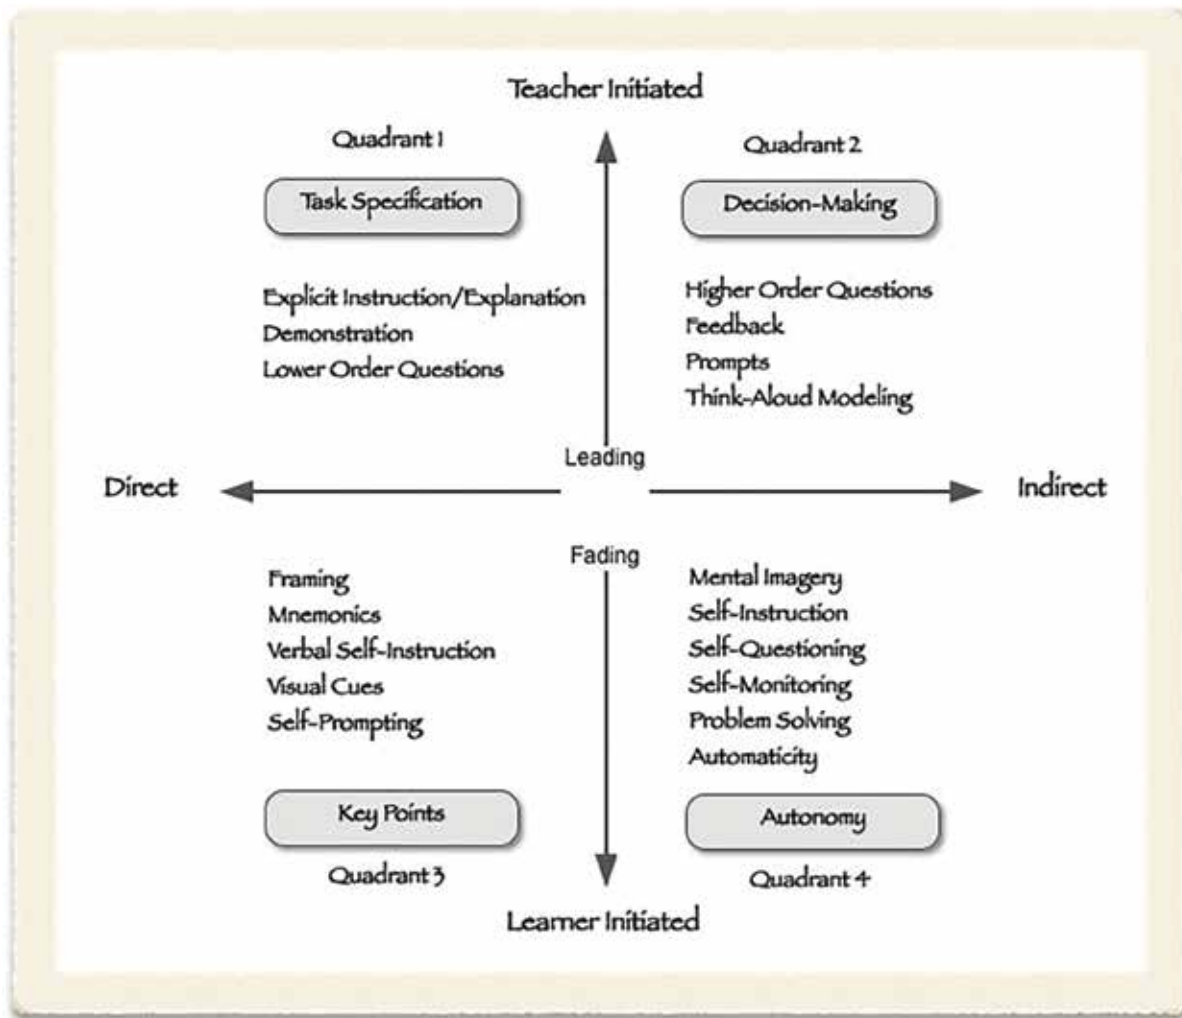 Teacher Initiated
Quadrant 1
Task Specification
Explicit Instruction/Explanation
Demonstration
Lower Order Questions
Quadrant 2
Decision-Making
Higher Order Questions
Feedback
Prompts
Think-Aloud Modeling
Leading
Direct
Indirect
Fading
Framing
Mnemonics
Verbal Self-Instruction
Visual Cues
Self-Prompting
Key Points
Quadrant 3
Mental Imagery
Self-Instruction
Self-Questioning
Self-Monitoring
Problem Solving
Automaticity
Autonomy
Quadrant 4
Learner Initiated